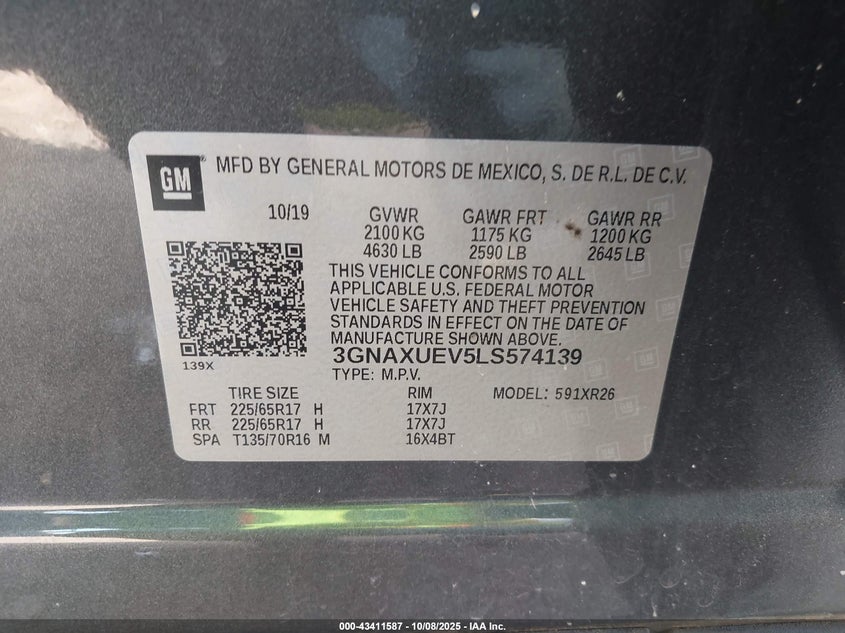 GM ® MFD BY GENERAL MOTORS DE MEXICO, S. DE R.L. DE C.V.
10/19 GVWR GAWR FRT GAWR RR
2100 KG 1175 KG 1200 KG
4630 LB 2590 LB 2645 LB
THIS VEHICLE CONFORMS TO ALL
APPLICABLE U.S. FEDERAL MOTOR
VEHICLE SAFETY AND THEFT PREVENTION
STANDARDS IN EFFECT ON THE DATE OF
MANUFACTURE SHOWN ABOVE.
139X 3GNAXUEV5LS574139
TYPE: M.P.V.
TIRE SIZE RIM MODEL: 591XR26
FRT 225/65R17 H 17X7J
RR 225/65R17 H 17X7J
SPA T135/70R16 M 16X4BT
000-43411587 - 10/08/2025 - IAA Inc.